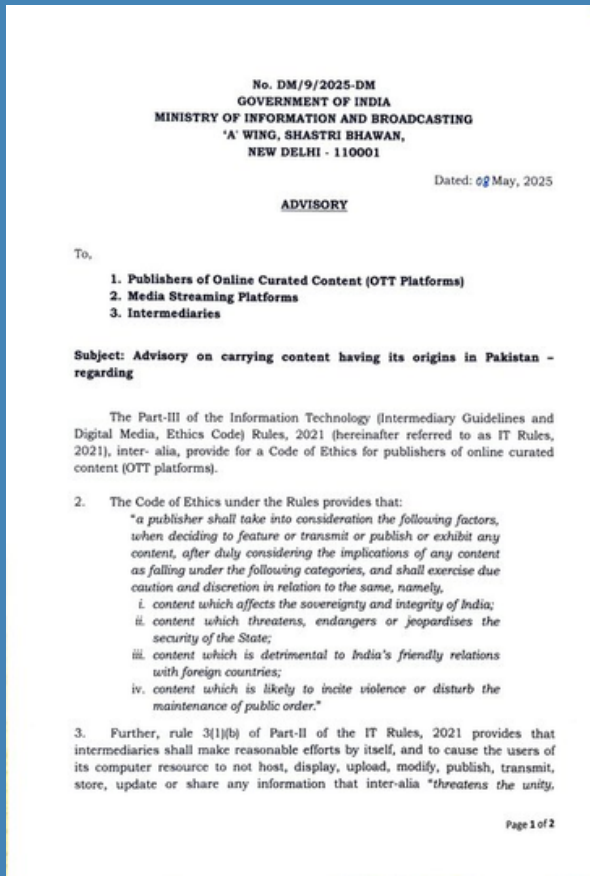 No. DM/9/2025-DM
GOVERNMENT OF INDIA
MINISTRY OF INFORMATION AND BROADCASTING
'A' WING, SHASTRI BHAWAN,
NEW DELHI - 110001
Dated: 08 May, 2025
ADVISORY
To,
1. Publishers of Online Curated Content (OTT Platforms)
2. Media Streaming Platforms
3. Intermediaries
Subject: Advisory on carrying content having its origins in Pakistan –
regarding
The Part-III of the Information Technology (Intermediary Guidelines and
Digital Media, Ethics Code) Rules, 2021 (hereinafter referred to as IT Rules,
2021), inter- alia, provide for a Code of Ethics for publishers of online curated
content (OTT platforms).
2. The Code of Ethics under the Rules provides that:
"a publisher shall take into consideration the following factors,
when deciding to feature or transmit or publish or exhibit any
content, after duly considering the implications of any content
as falling under the following categories, and shall exercise due
caution and discretion in relation to the same, namely,
i. content which affects the sovereignty and integrity of India;
ii. content which threatens, endangers or jeopardises the
security of the State;
iii. content which is detrimental to India's friendly relations
with foreign countries;
iv. content which is likely to incite violence or disturb the
maintenance of public order."
3. Further, rule 3(1)(b) of Part-II of the IT Rules, 2021 provides that
intermediaries shall make reasonable efforts by itself, and to cause the users of
its computer resource to not host, display, upload, modify, publish, transmit,
store, update or share any information that inter-alia "threatens the unity,
Page 1 of 2